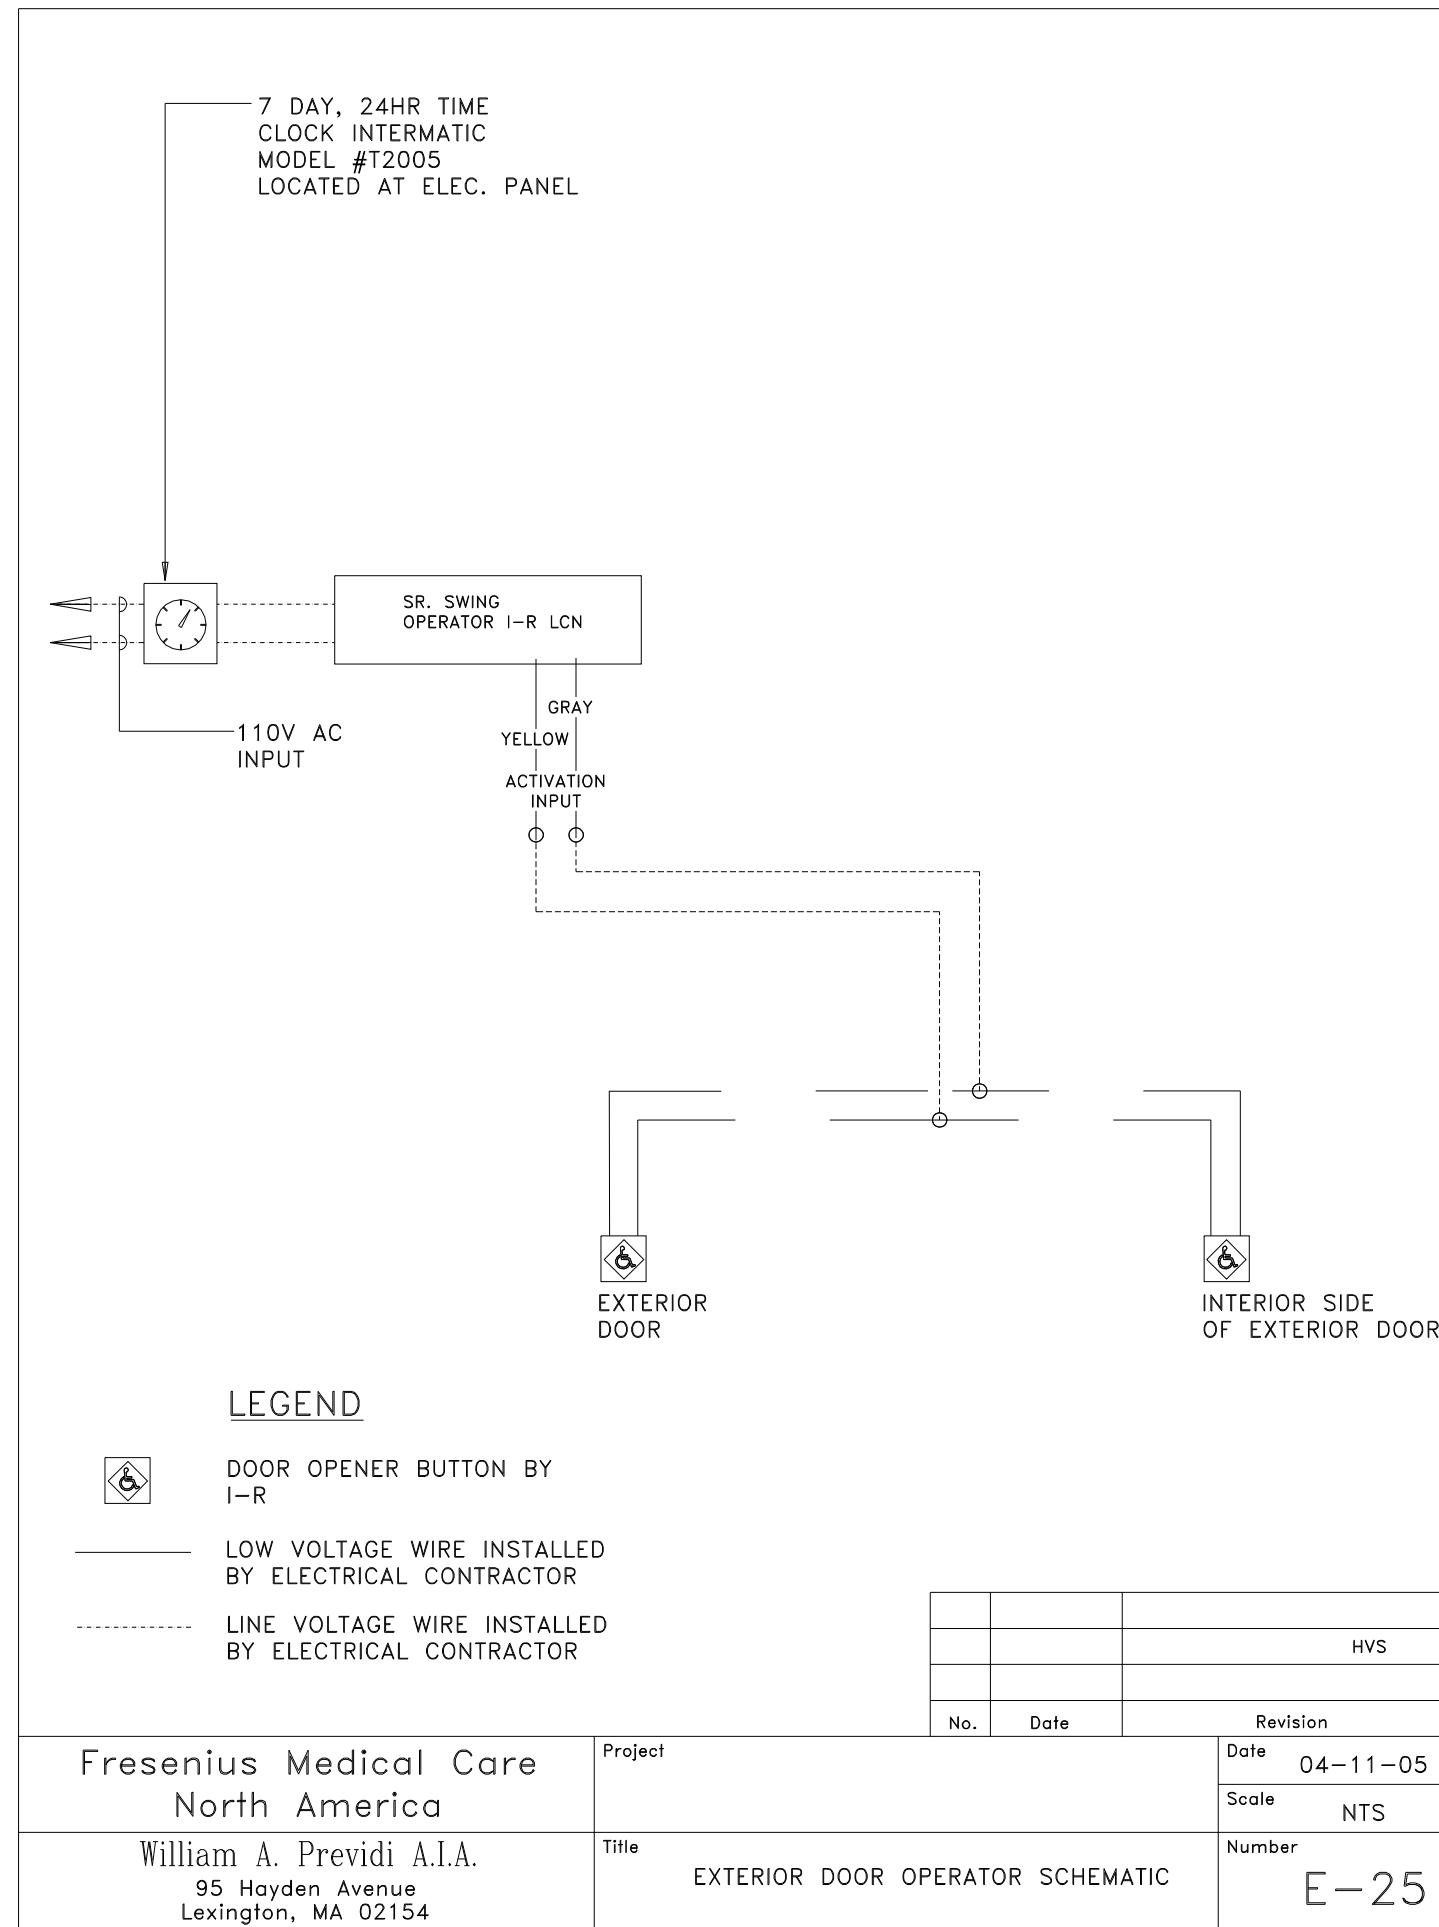 7 DAY, 24HR TIME
CLOCK INTERMATIC
MODEL #T2005
LOCATED AT ELEC. PANEL
SR. SWING
OPERATOR I-R LCN
GRAY
YELLOW
110V AC
INPUT
ACTIVATION
INPUT
EXTERIOR
DOOR
INTERIOR SIDE
OF EXTERIOR DOOR
LEGEND
DOOR OPENER BUTTON BY
I-R
LOW VOLTAGE WIRE INSTALLED
BY ELECTRICAL CONTRACTOR
LINE VOLTAGE WIRE INSTALLED
BY ELECTRICAL CONTRACTOR
HVS
No. Date Revision
Fresenius Medical Care
North America
William A. Previdi A.I.A.
95 Hayden Avenue
Lexington, MA 02154
Project
Title
EXTERIOR DOOR OPERATOR SCHEMATIC
Date
04-11-05
Scale
NTS
Number
E-25